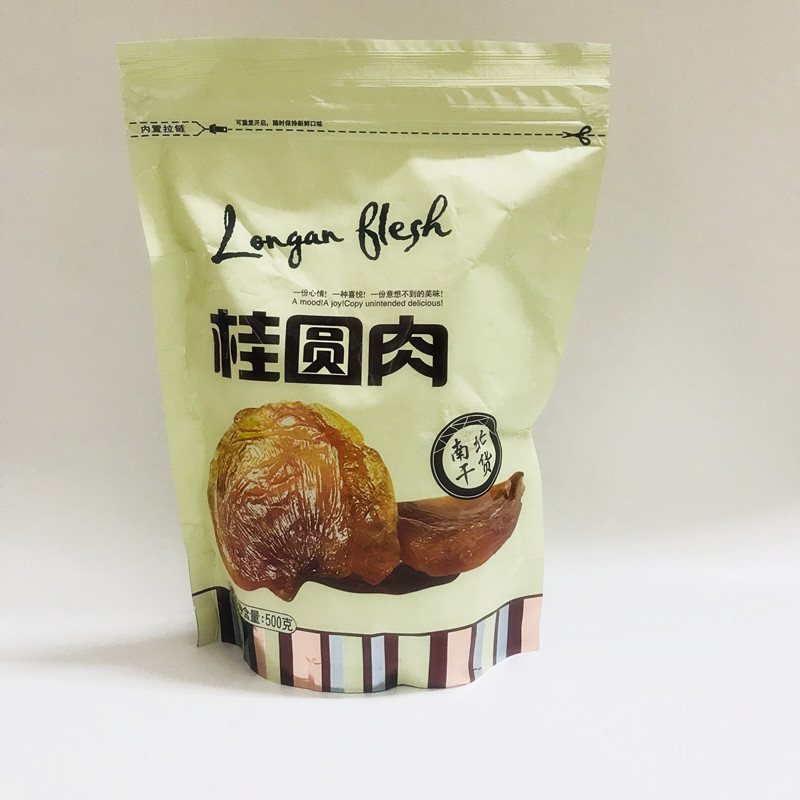 内置拉链 可重复开启，随时保持新鲜口味
Longan flesh
一份心情！一种喜悦！一份意想不到的美味！
A mood!A joy!Copy unintended delicious!
桂圆肉
南北
干货
含量:500克